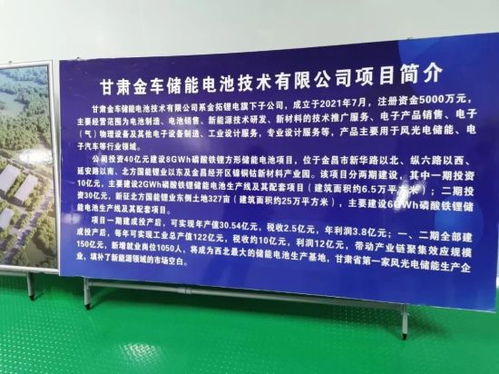 甘肃金车储能电池技术有限公司项目简介
甘肃金车储能电池技术有限公司系金拓锂电旗下子公司，成立于2021年7月，注册资金5000万元，
主要经营范围为电池制造、电池销售、新能源技术研发、新材料的技术推广服务、电子产品销售、电子
（气）物理设备及其他电子设备制造、工业设计服务，专业设计服务等，产品主要用于风光电储能、电
子汽车等行业领域。
公司投资40亿元建设8GWh磷酸铁锂方形储能电池项目，位于金昌市新华路以北、纵六路以西、
延安路以南、北方国能锂业以东及金昌经开区镍铜钴新材料产业园。该项目分两期建设，其中一期投资
10亿元，主要建设2GWh磷酸铁锂储能电池生产线及其配套项目（建筑面积约6.5万平方米）；二期投
资30亿元，新征北方国能锂业东侧土地327亩（建筑面积约25万平方米），主要建设6GWh磷酸铁锂储
能电池生产线及其配套项目。
项目一期建成投产后，可实现年产值30.54亿元，税收2.5亿元，年利润3.8亿元；一、二期全部建
成投产后，每年可实现工业总产值122亿元，税收约10亿元，利润12亿元，带动产业链聚集效应规模
150亿元，新增就业岗位1050人，将成为西北最大的储能电池生产基地，甘肃省第一家风光电储能生产企
业，填补了新能源领域的市场空白。